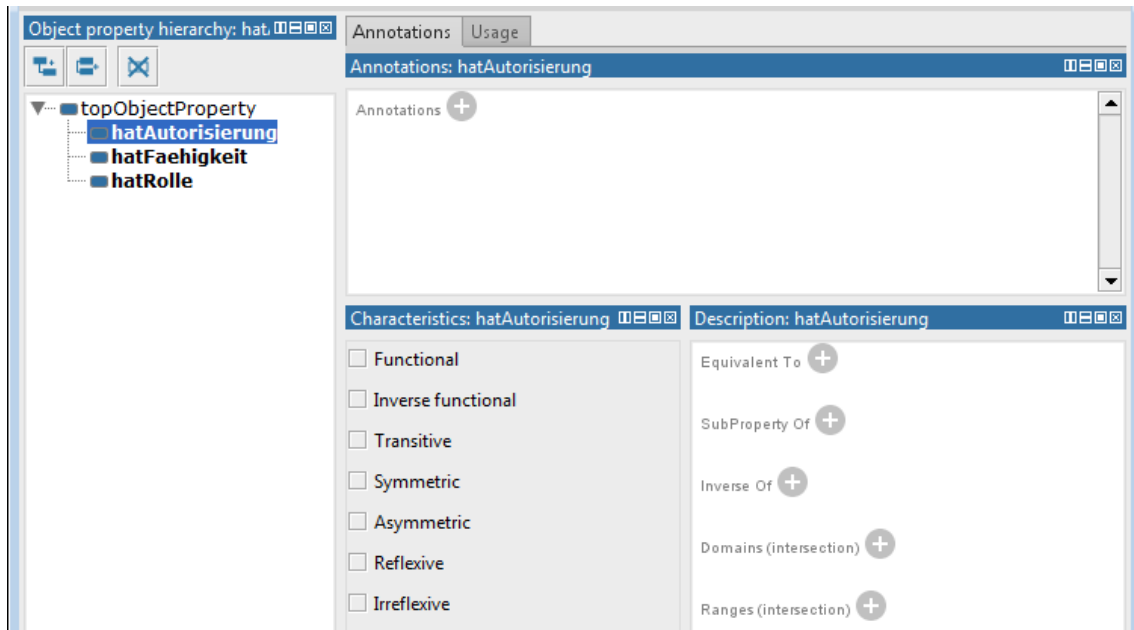 Object property hierarchy: hat.
topObjectProperty
hatAutorisierung
hatFaehigkeit
hatRolle
Annotations Usage
Annotations: hatAutorisierung
Annotations
Characteristics: hatAutorisierung
Functional
Inverse functional
Transitive
Symmetric
Asymmetric
Reflexive
Irreflexive
Description: hatAutorisierung
Equivalent To
SubProperty Of
Inverse Of
Domains (intersection)
Ranges (intersection)